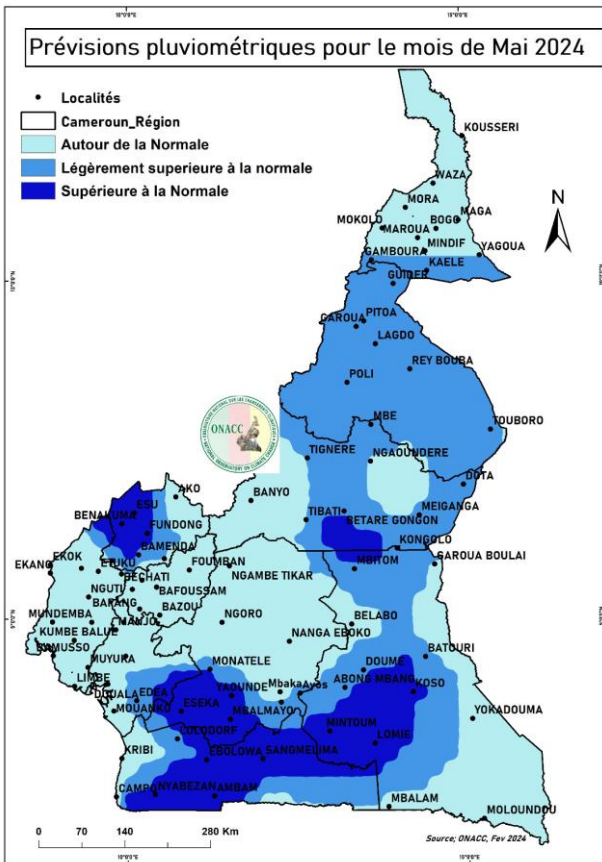 Prévisions pluviométriques pour le mois de Mai 2024
Localités
Cameroun_Région
Autour de la Normale
Légèrement superieure à la normale
Supérieure à la Normale
N
KOUSSERI
WAZA
MORA
MAGA
MOKOLO
BOGO
MAROUA
MINDIF
YAGOUA
GAMBOURA
KAELE
GUIDER
PITOA
GAROUA
LAGDO
REY BOUBA
POLI
MBE
TOUBORO
ONACC
TIGNERE
NGAOUNDERE
DOTA
AKO
BANYO
ESU
TIBATI
MEIGANGA
BENAKUMA
BETARE GONGON
FUNDONG
KONGOLO
BAMENDA
EKOK
FOUMBAN
MBITOM
GAROUA BOULAI
EKANG
ETUKU
BECHATI
NGAMBE TIKAR
NGUTI
BAFOUSSAM
BAFANG
BAZOU
MUNDEMBA
MANJO
NGORO
BELABO
KUMBE BALUE
NANGA EBOKO
BATOURI
MUYUKA
MONATELE
DOUME
LIMBE
YAOUNDE
Mbaka
Ayos
ABONG MBANG
KOSO
DOUALA
EDEA
MOUANKO
ESEKA
MBALMAYO
YOKADOUMA
LOLODORF
MINTOUM
LOMIE
KRIBI
EBOLOWA
SANGMELIMA
CAMPO
NYABEZAN
AMBAM
MBALAM
MOLOUNDOU
0 70 140 280 Km
Source; ONACC, Fev 2024